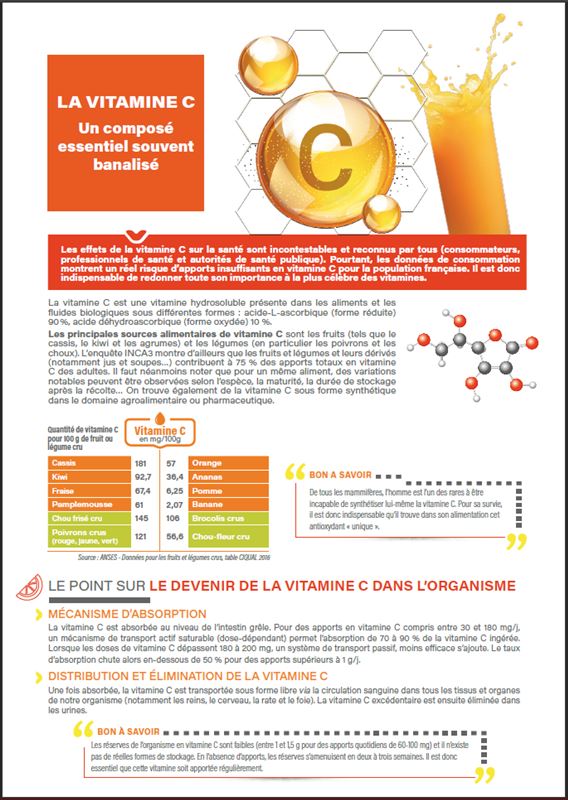 LA VITAMINE C
Un composé
essentiel souvent
banalisé
C
Les effets de la vitamine C sur la santé sont incontestables et reconnus par tous (consommateurs,
professionnels de santé et autorités de santé publique). Pourtant, les données de consommation
montrent un réel risque d'apports insuffisants en vitamine C pour la population française. Il est donc
indispensable de redonner toute son importance à la plus célèbre des vitamines.
La vitamine C est une vitamine hydrosoluble présente dans les aliments et les
fluides biologiques sous différentes formes : acide-L-ascorbique (forme réduite)
90 %, acide déhydroascorbique (forme oxydée) 10 %.
Les principales sources alimentaires de vitamine C sont les fruits (tels que le
cassis, le kiwi et les agrumes) et les légumes (en particulier les poivrons et les
choux). L'enquête INCA3 montre d'ailleurs que les fruits et légumes et leurs dérivés
(notamment jus et soupes...) contribuent à 75 % des apports totaux en vitamine
C des adultes. Il faut néanmoins noter que pour un même aliment, des variations
notables peuvent être observées selon l'espèce, la maturité, la durée de stockage
après la récolte... On trouve également de la vitamine C sous forme synthétique
dans le domaine agroalimentaire ou pharmaceutique.
Quantité de vitamine C
pour 100 g de fruit ou
légume cru
Vitamine C
en mg/100g
Cassis 181 57 Orange
Kiwi 92,7 36,4 Ananas
Fraise 67,4 6,25 Pomme
Pamplemousse 61 2,07 Banane
Chou frisé cru 145 106 Brocolis crus
Poivrons crus
(rouge, jaune, vert) 121 56,6 Chou-fleur cru
Source : ANSES - Données pour les fruits et légumes crus, table CIQUAL 2016
BON A SAVOIR
De tous les mammifères, l'homme est l'un des rares à être
incapable de synthétiser lui-même la vitamine C. Pour sa survie,
il est donc indispensable qu'il trouve dans son alimentation cet
antioxydant « unique ».
LE POINT SUR LE DEVENIR DE LA VITAMINE C DANS L'ORGANISME
MÉCANISME D'ABSORPTION
La vitamine C est absorbée au niveau de l'intestin grêle. Pour des apports en vitamine C compris entre 30 et 180 mg/j,
un mécanisme de transport actif saturable (dose-dépendant) permet l'absorption de 70 à 90 % de la vitamine C ingérée.
Lorsque les doses de vitamine C dépassent 180 à 200 mg, un système de transport passif, moins efficace s'ajoute. Le taux
d'absorption chute alors en-dessous de 50 % pour des apports supérieurs à 1 g/j.
DISTRIBUTION ET ÉLIMINATION DE LA VITAMINE C
Une fois absorbée, la vitamine C est transportée sous forme libre via la circulation sanguine dans tous les tissus et organes
de notre organisme (notamment les reins, le cerveau, la rate et le foie). La vitamine C excédentaire est ensuite éliminée dans
les urines.
BON À SAVOIR
Les réserves de l'organisme en vitamine C sont faibles (entre 1 et 1,5 g pour des apports quotidiens de 60-100 mg) et il n'existe
pas de réelles formes de stockage. En l'absence d'apports, les réserves s'amenuisent en deux à trois semaines. Il est donc
essentiel que cette vitamine soit apportée régulièrement.